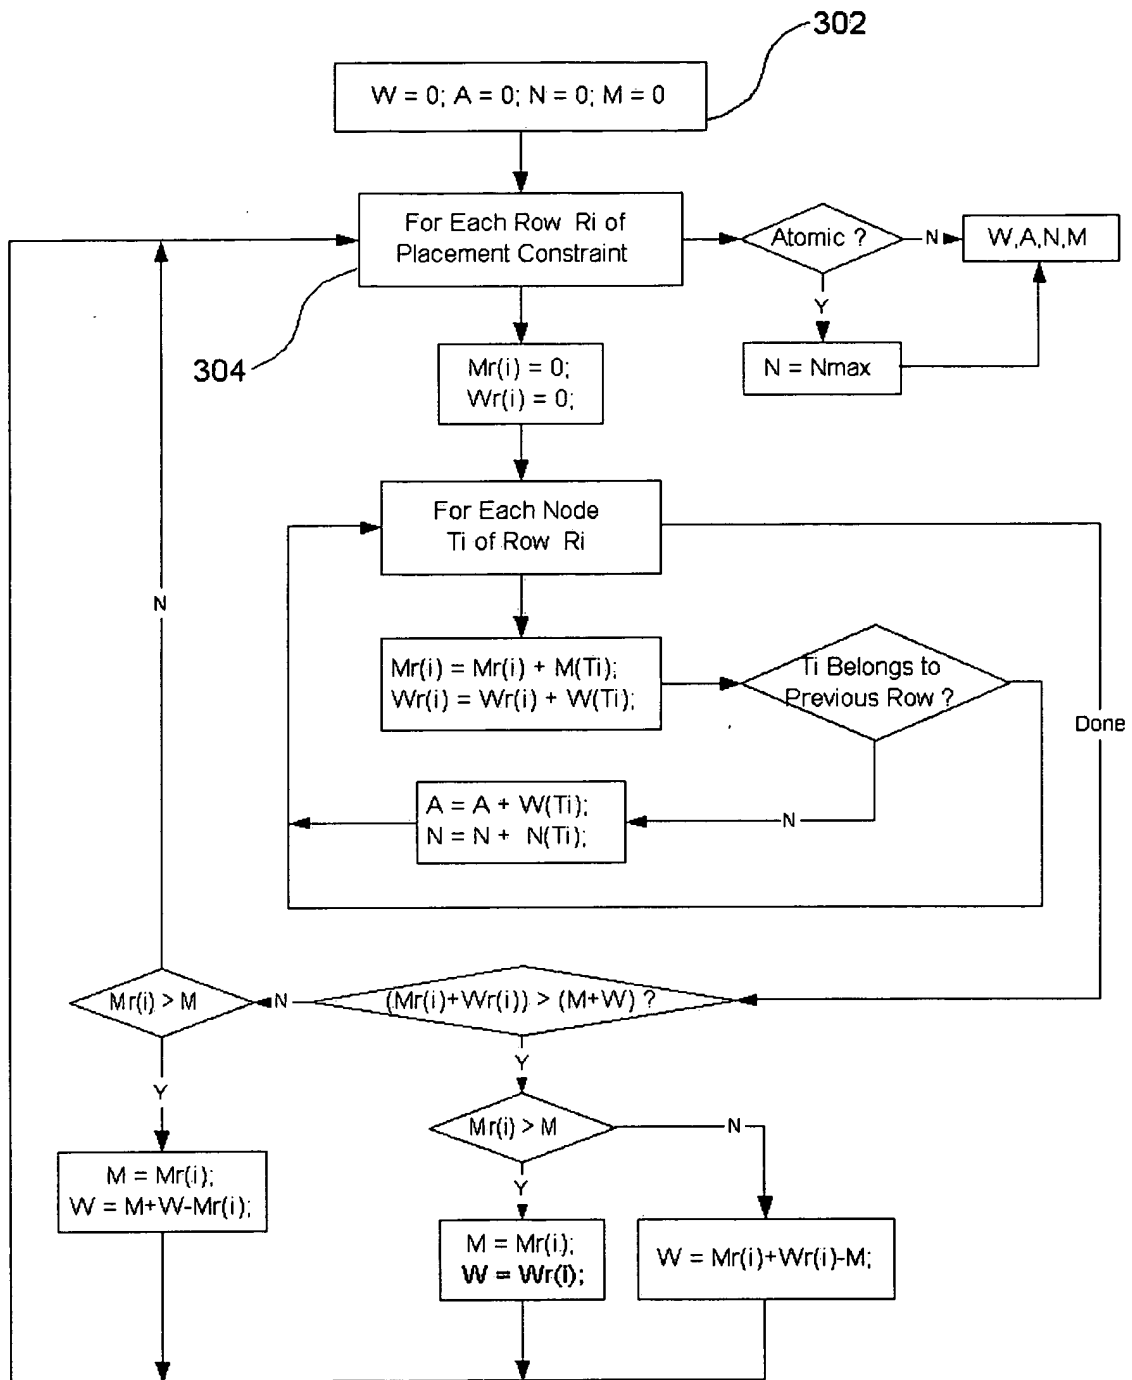 302
W = 0; A = 0; N = 0; M = 0
For Each Row Ri of
Placement Constraint
Atomic ?
N
W,A,N,M
Y
N = Nmax
304
Mr(i) = 0;
Wr(i) = 0;
For Each Node
Ti of Row Ri
N
Mr(i) = Mr(i) + M(Ti);
Wr(i) = Wr(i) + W(Ti);
Ti Belongs to
Previous Row ?
Done
A = A + W(Ti);
N = N + N(Ti);
N
Mr(i) > M
N
(Mr(i)+Wr(i)) > (M+W) ?
Y
Y
Mr(i) > M
N
M = Mr(i);
W = M+W-Mr(i);
Y
M = Mr(i);
W = Wr(i);
W = Mr(i)+Wr(i)-M;